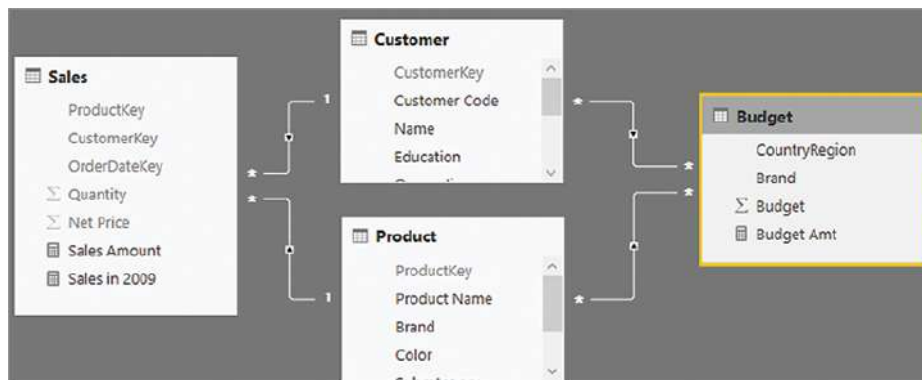 Sales
ProductKey
CustomerKey
OrderDateKey
Σ Quantity
Σ Net Price
Sales Amount
Sales in 2009
Customer
CustomerKey
Customer Code
Name
Education
Product
ProductKey
Product Name
Brand
Color
Budget
CountryRegion
Brand
Σ Budget
Budget Amt
1
*
*
*
*
*
1
*